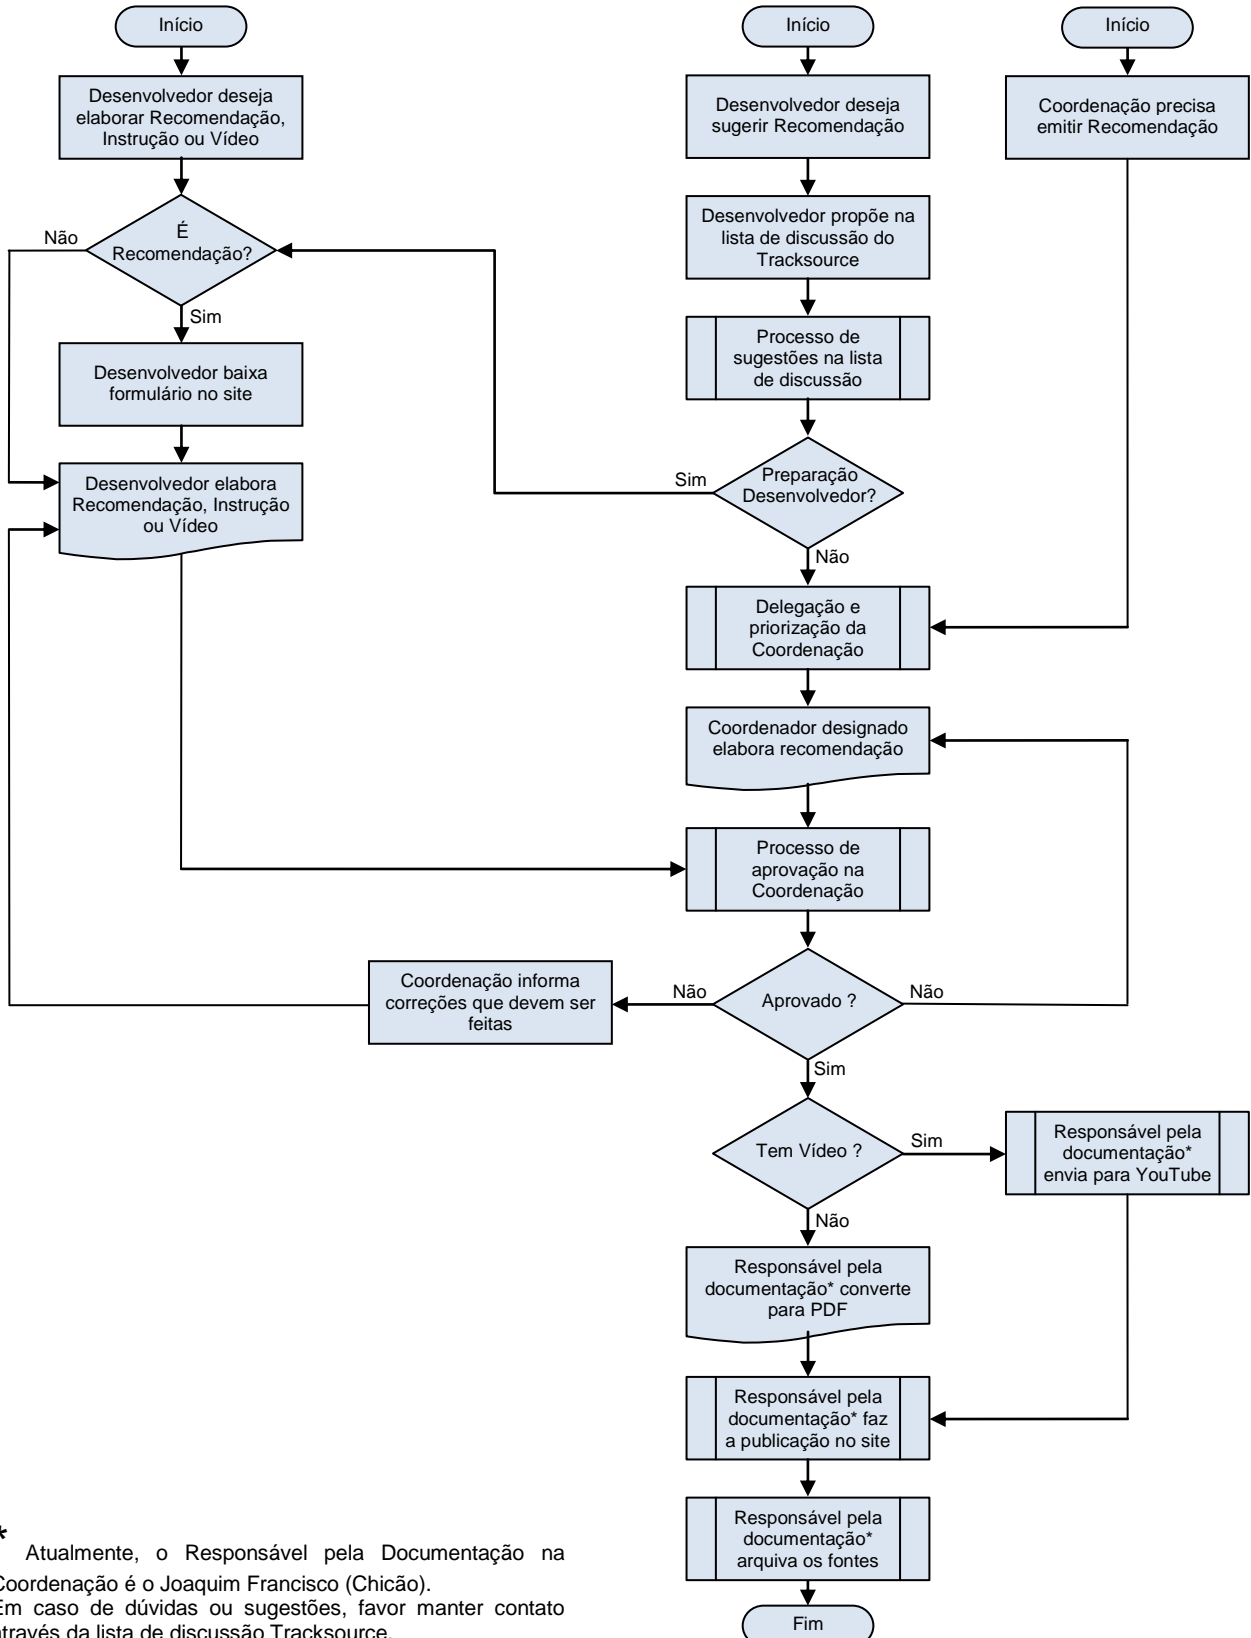 Início
Início
Início
Desenvolvedor deseja
elaborar Recomendação,
Instrução ou Vídeo
Desenvolvedor deseja
sugerir Recomendação
Coordenação precisa
emitir Recomendação
É
Recomendação?
Não
Sim
Desenvolvedor propõe na
lista de discussão do
Tracksource
Processo de
sugestões na lista
de discussão
Desenvolvedor baixa
formulário no site
Preparação
Desenvolvedor?
Sim
Não
Desenvolvedor elabora
Recomendação, Instrução
ou Vídeo
Delegação e
priorização da
Coordenação
Coordenador designado
elabora recomendação
Processo de
aprovação na
Coordenação
Coordenação informa
correções que devem ser
feitas
Não
Aprovado ?
Não
Sim
Tem Vídeo ?
Sim
Responsável pela
documentação*
envia para YouTube
Não
Responsável pela
documentação* converte
para PDF
Responsável pela
documentação* faz
a publicação no site
Responsável pela
documentação*
arquiva os fontes
Fim
* Atualmente, o Responsável pela Documentação na
Coordenação é o Joaquim Francisco (Chicão).
Em caso de dúvidas ou sugestões, favor manter contato
através da lista de discussão Tracksource.